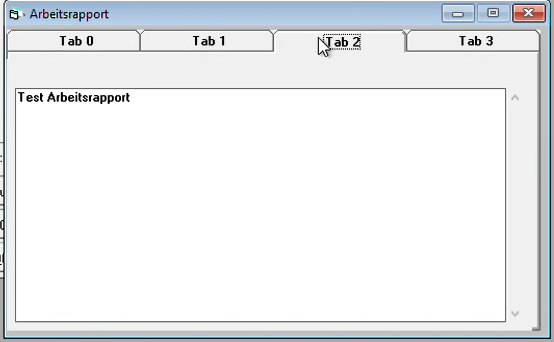 Arbeitsrapport
Tab 0
Tab 1
Tab 2
Tab 3
Test Arbeitsrapport